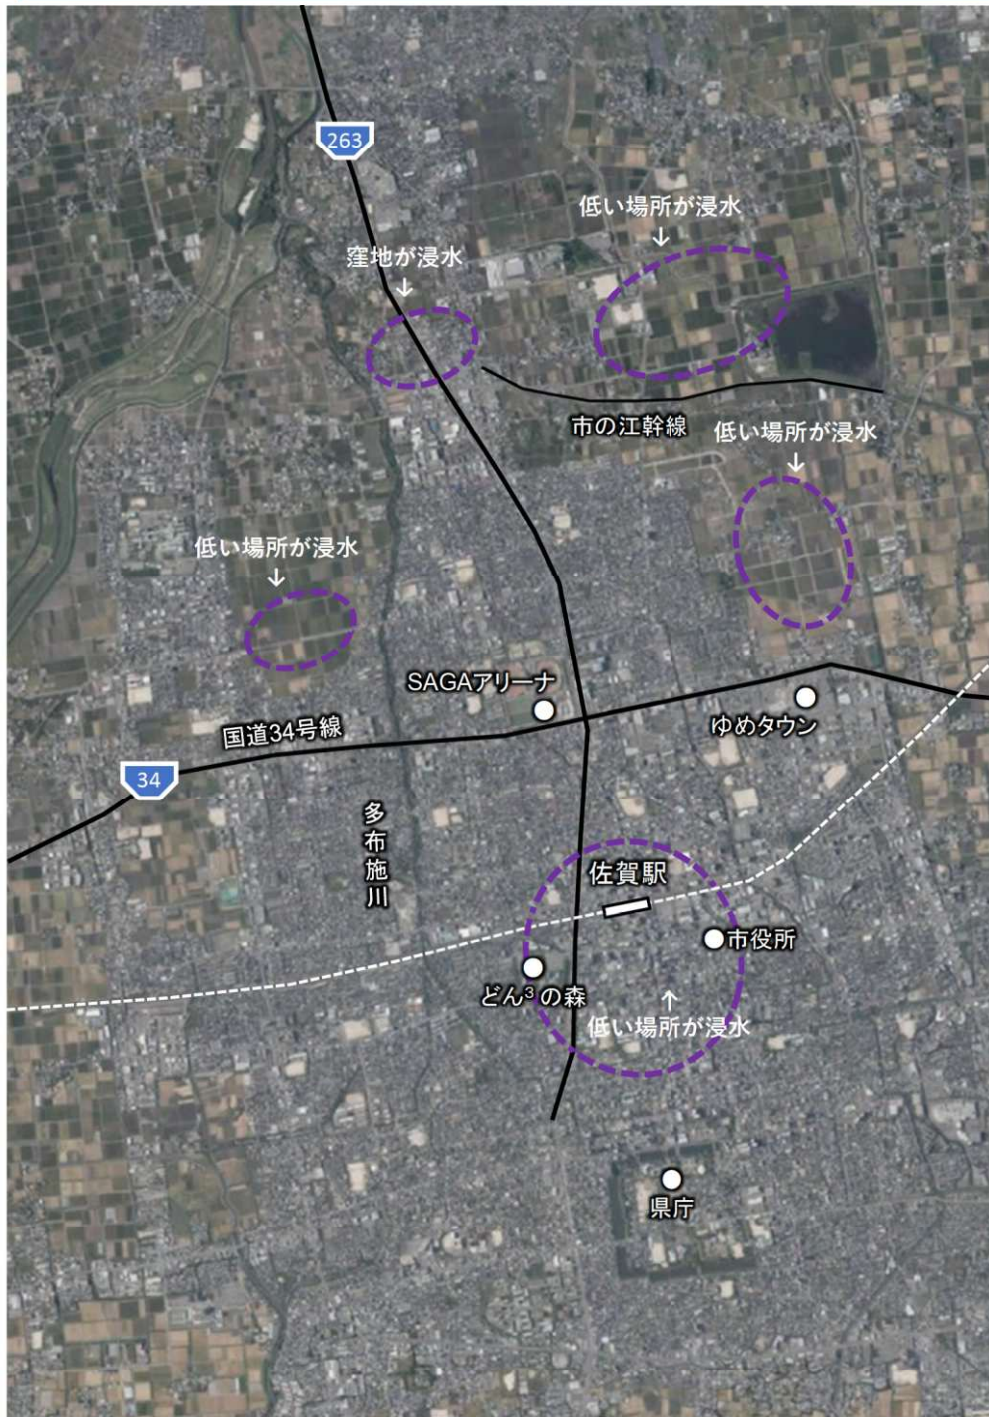 263
低い場所が浸水
↓
窪地が浸水
↓
市の江幹線
低い場所が浸水
↓
低い場所が浸水
↓
SAGAアリーナ
ゆめタウン
国道34号線
34
多布施川
佐賀駅
市役所
どん³の森
↑
低い場所が浸水
県庁